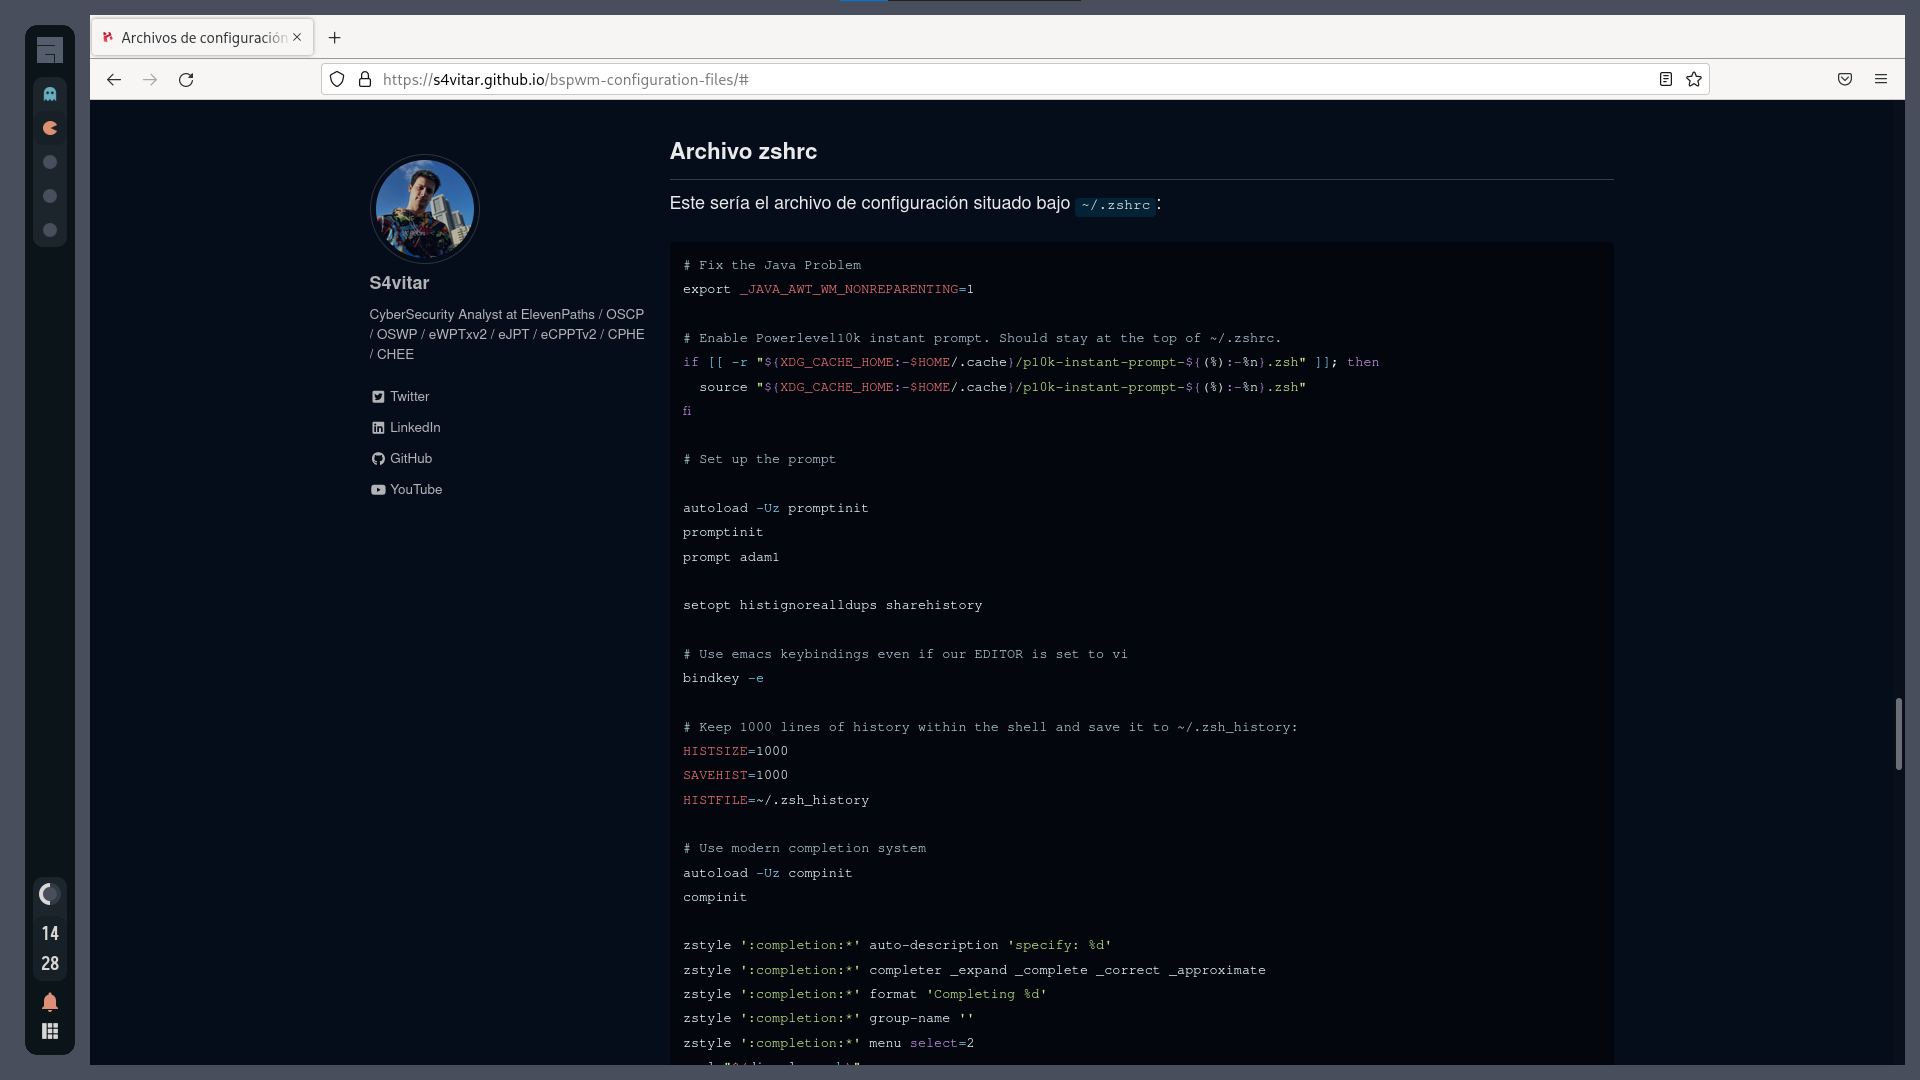 Archivos de configuración
https://s4vitar.github.io/bspwm-configuration-files/#
S4vitar
CyberSecurity Analyst at ElevenPaths / OSCP
/ OSWP / eWPTxv2 / eJPT / eCPPTv2 / CPHE
/ CHEE
Twitter
LinkedIn
GitHub
YouTube
14
28
Archivo zshrc
Este sería el archivo de configuración situado bajo ~/.zshrc :
# Fix the Java Problem
export _JAVA_AWT_WM_NONREPARENTING=1
# Enable Powerlevel10k instant prompt. Should stay at the top of ~/.zshrc.
if [[ -r "${XDG_CACHE_HOME:-$HOME/.cache}/p10k-instant-prompt-${(%):-%n}.zsh" ]]; then
  source "${XDG_CACHE_HOME:-$HOME/.cache}/p10k-instant-prompt-${(%):-%n}.zsh"
fi
# Set up the prompt
autoload -Uz promptinit
promptinit
prompt adam1
setopt histignorealldups sharehistory
# Use emacs keybindings even if our EDITOR is set to vi
bindkey -e
# Keep 1000 lines of history within the shell and save it to ~/.zsh_history:
HISTSIZE=1000
SAVEHIST=1000
HISTFILE=~/.zsh_history
# Use modern completion system
autoload -Uz compinit
compinit
zstyle ':completion:*' auto-description 'specify: %d'
zstyle ':completion:*' completer _expand _complete _correct _approximate
zstyle ':completion:*' format 'Completing %d'
zstyle ':completion:*' group-name ''
zstyle ':completion:*' menu select=2